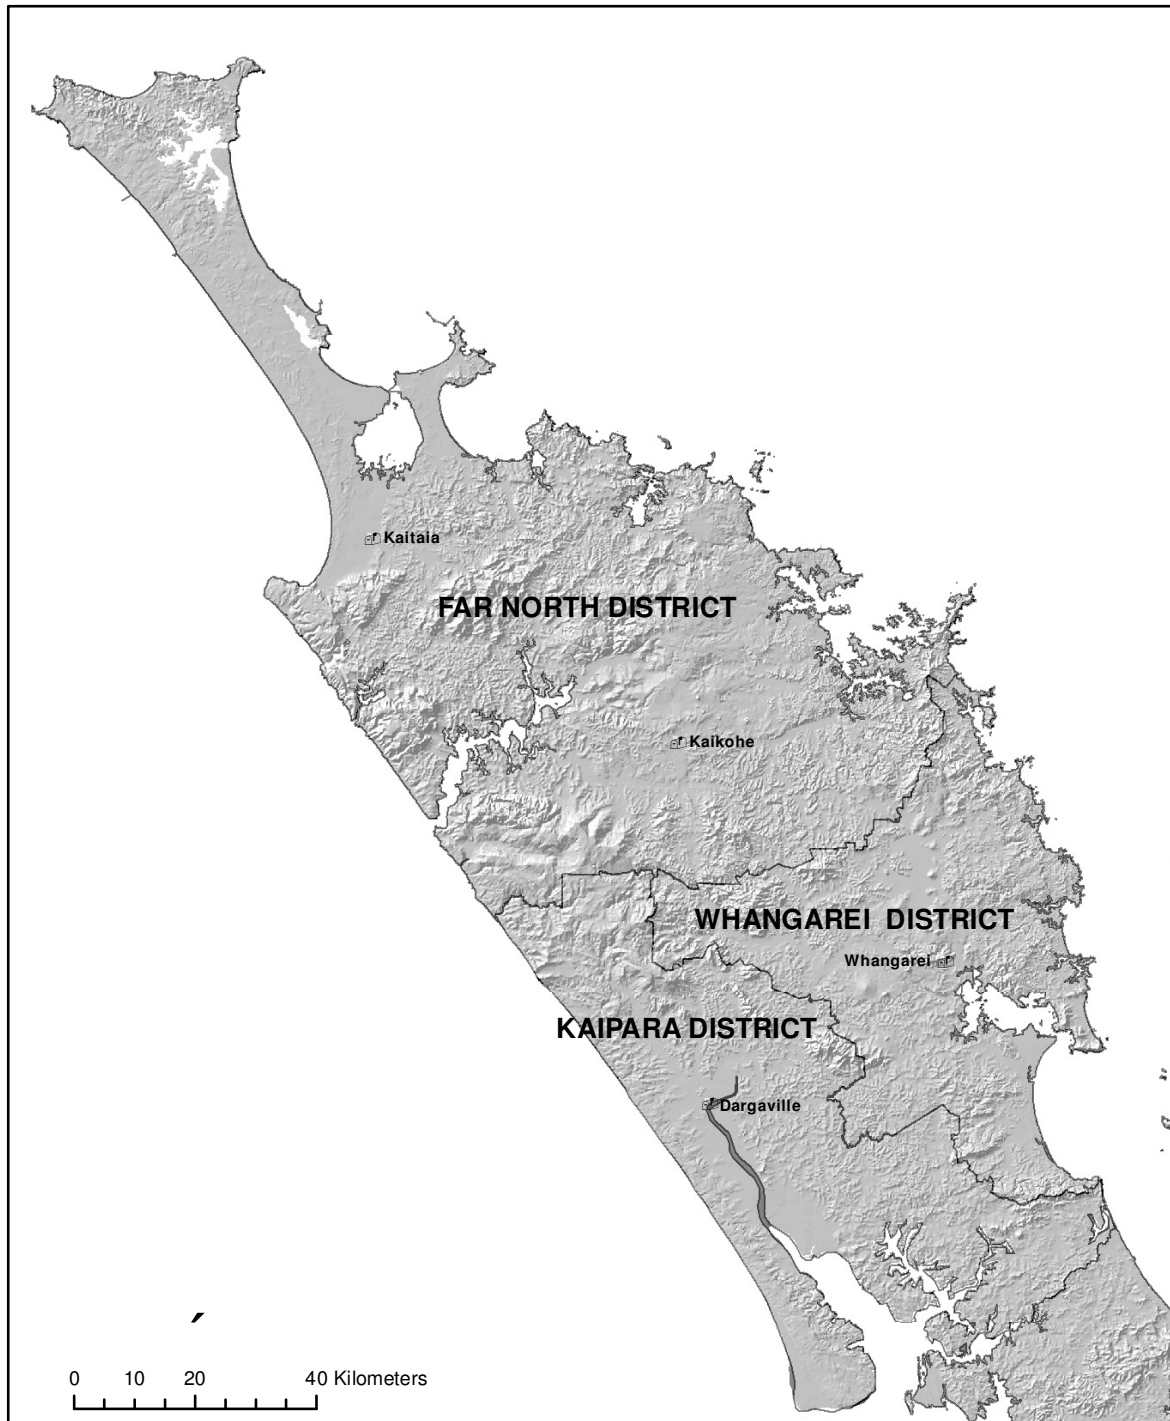 Kaitaia
FAR NORTH DISTRICT
Kaikohe
WHANGAREI DISTRICT
Whangarei
KAIPARA DISTRICT
Dargaville
0 10 20 40 Kilometers